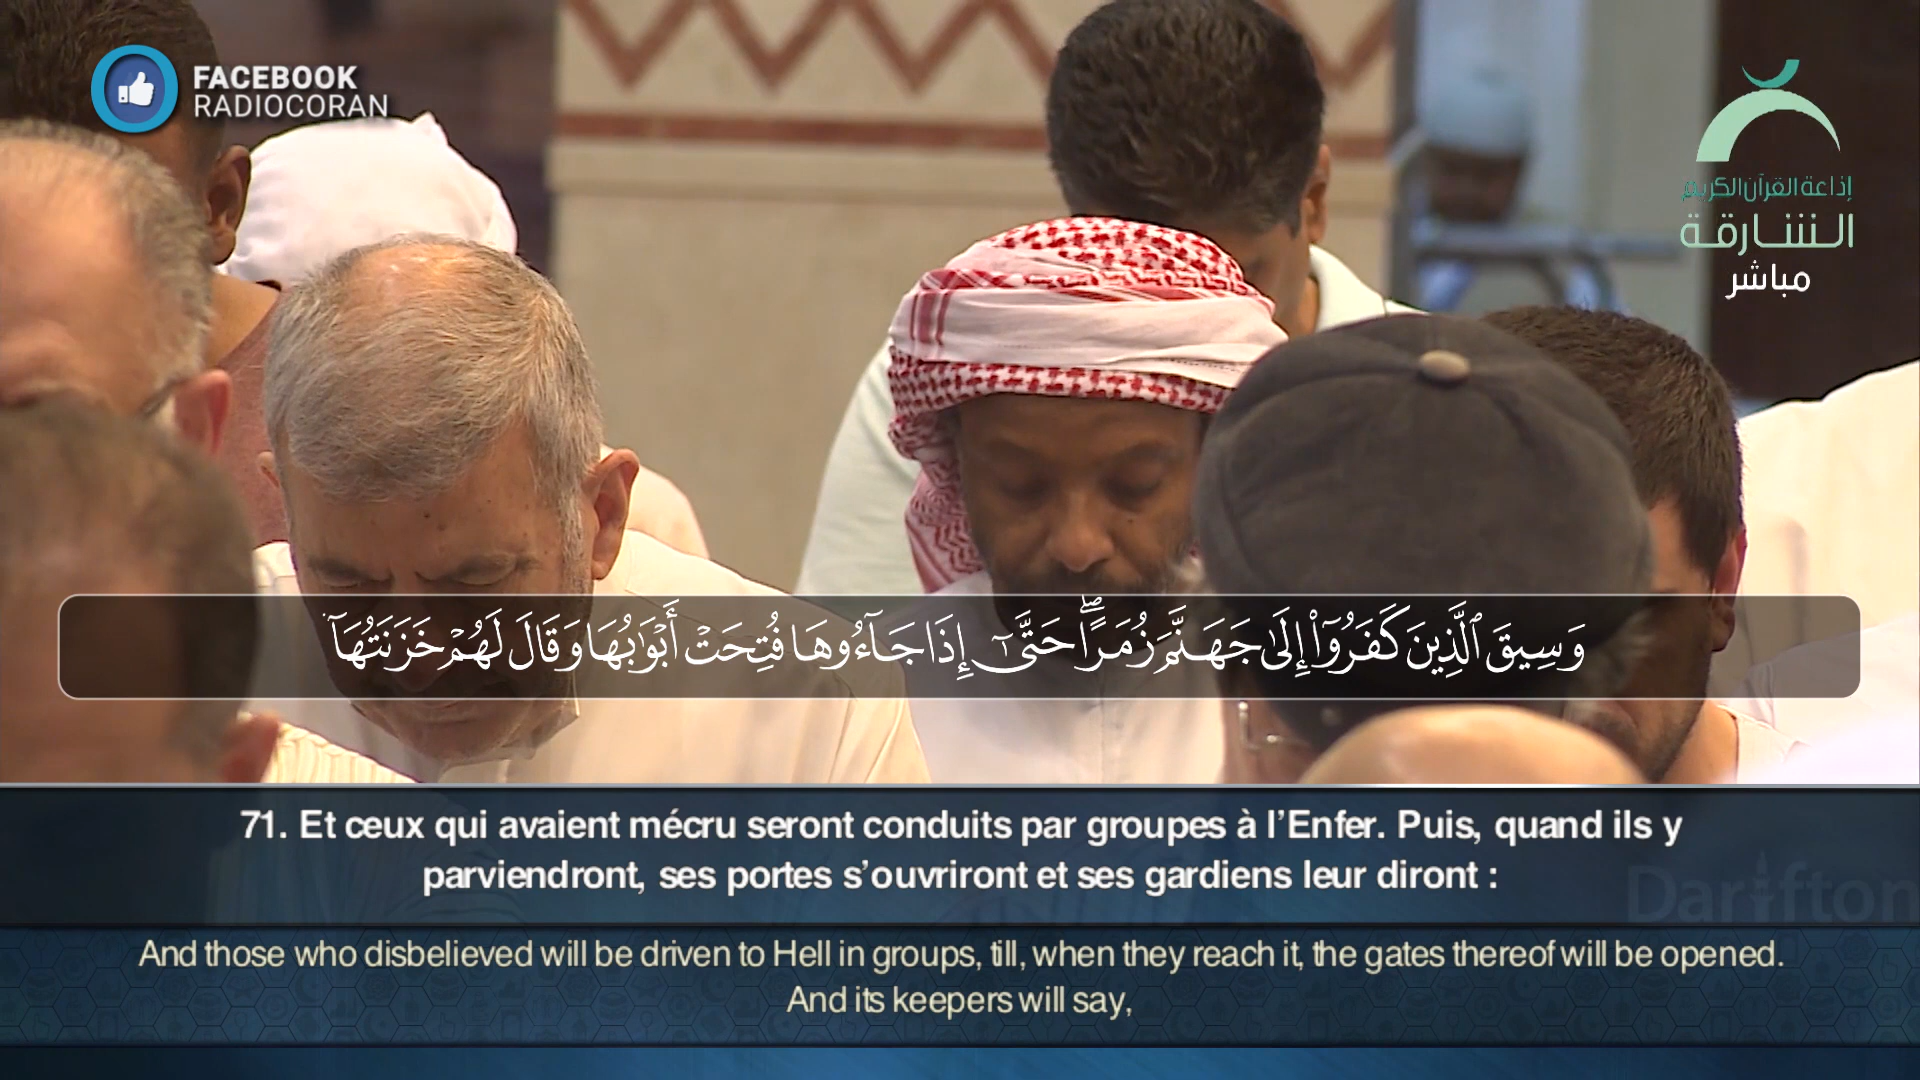 FACEBOOK
RADIOCORAN
إذاعة القرآن الكريم
الشارقة
مباشر
وَسِيقَ ٱلَّذِينَ كَفَرُوٓا۟ إِلَىٰ جَهَنَّمَ زُمَرًا ۖ حَتَّىٰٓ إِذَا جَآءُوهَا فُتِحَتْ أَبْوَٰبُهَا وَقَالَ لَهُمْ خَزَنَتُهَآ
71. Et ceux qui avaient mécru seront conduits par groupes à l’Enfer. Puis, quand ils y
parviendront, ses portes s’ouvriront et ses gardiens leur diront :
And those who disbelieved will be driven to Hell in groups, till, when they reach it, the gates thereof will be opened.
And its keepers will say,